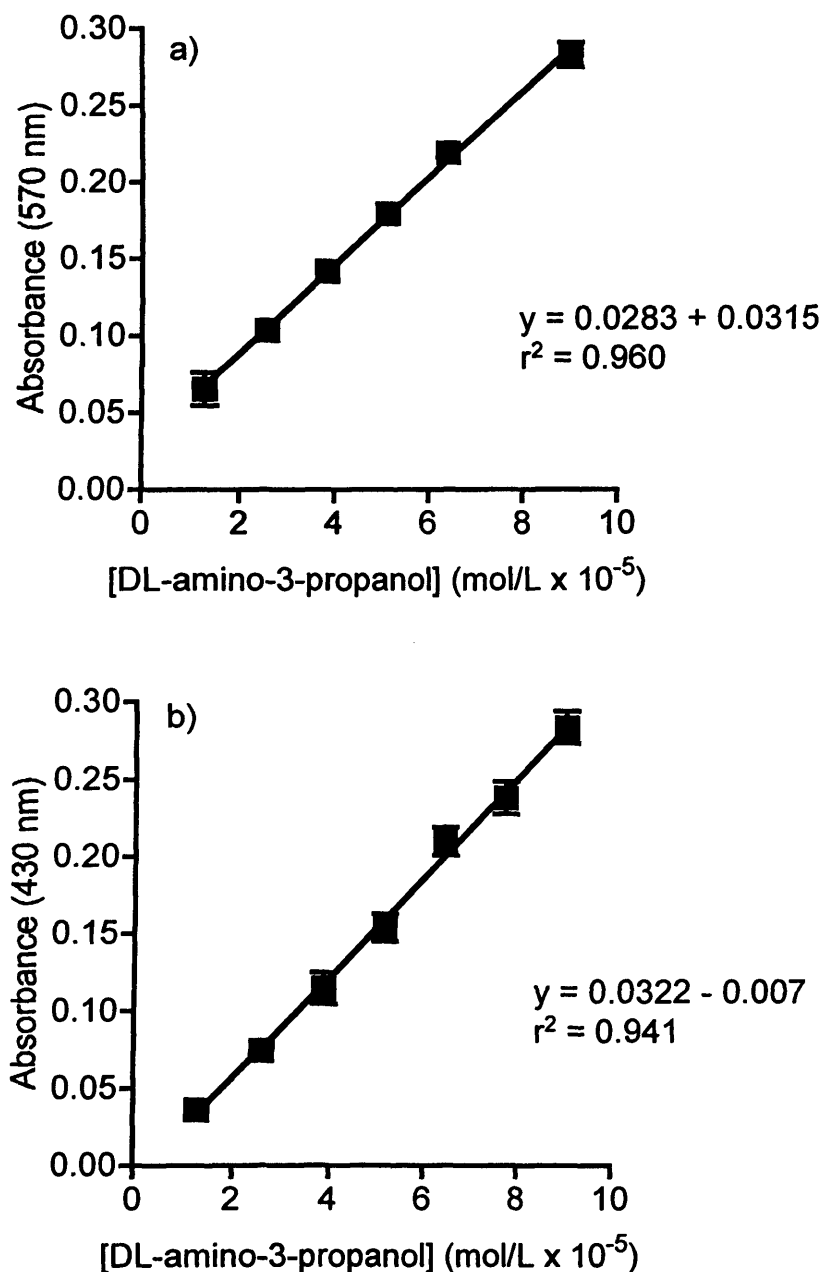 a)
Absorbance (570 nm)
0.30
0.25
0.20
0.15
0.10
0.05
0.00
0 2 4 6 8 10
y = 0.0283 + 0.0315
r² = 0.960
[DL-amino-3-propanol] (mol/L x 10⁻⁵)
b)
Absorbance (430 nm)
0.30
0.25
0.20
0.15
0.10
0.05
0.00
0 2 4 6 8 10
y = 0.0322 - 0.007
r² = 0.941
[DL-amino-3-propanol] (mol/L x 10⁻⁵)